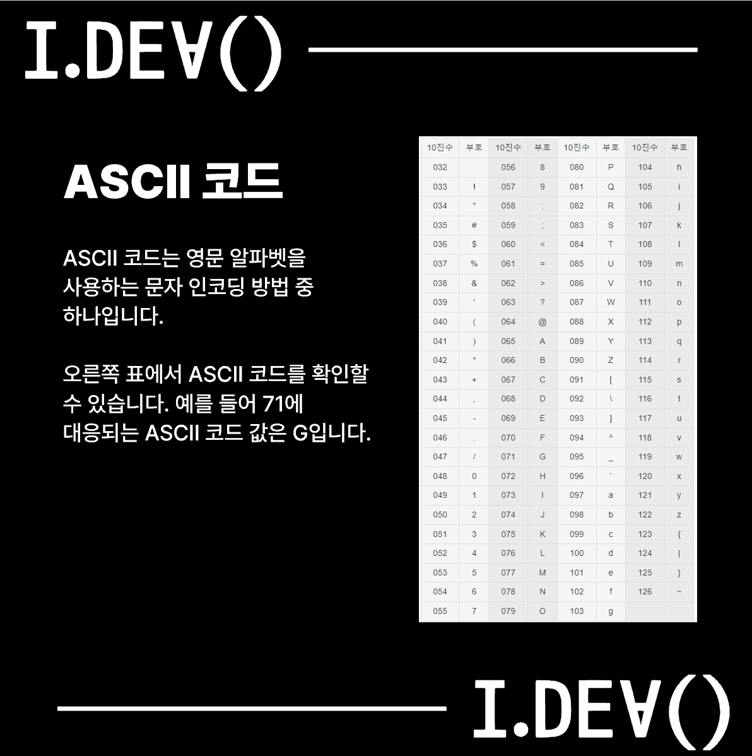 I.DEV()
ASCII 코드
ASCII 코드는 영문 알파벳을
사용하는 문자 인코딩 방법 중
하나입니다.
오른쪽 표에서 ASCII 코드를 확인할
수 있습니다. 예를 들어 71에
대응되는 ASCII 코드 값은 G입니다.
10진수 부호 10진수 부호 10진수 부호 10진수 부호
032 056 8 080 P 104 h
033 ! 057 9 081 Q 105 i
034 " 058 : 082 R 106 j
035 # 059 ; 083 S 107 k
036 $ 060 < 084 T 108 l
037 % 061 = 085 U 109 m
038 & 062 > 086 V 110 n
039 ' 063 ? 087 W 111 o
040 ( 064 @ 088 X 112 p
041 ) 065 A 089 Y 113 q
042 * 066 B 090 Z 114 r
043 + 067 C 091 [ 115 s
044 , 068 D 092 \ 116 t
045 - 069 E 093 ] 117 u
046 . 070 F 094 ^ 118 v
047 / 071 G 095 _ 119 w
048 0 072 H 096 ` 120 x
049 1 073 I 097 a 121 y
050 2 074 J 098 b 122 z
051 3 075 K 099 c 123 {
052 4 076 L 100 d 124 |
053 5 077 M 101 e 125 }
054 6 078 N 102 f 126 ~
055 7 079 O 103 g
I.DEV()